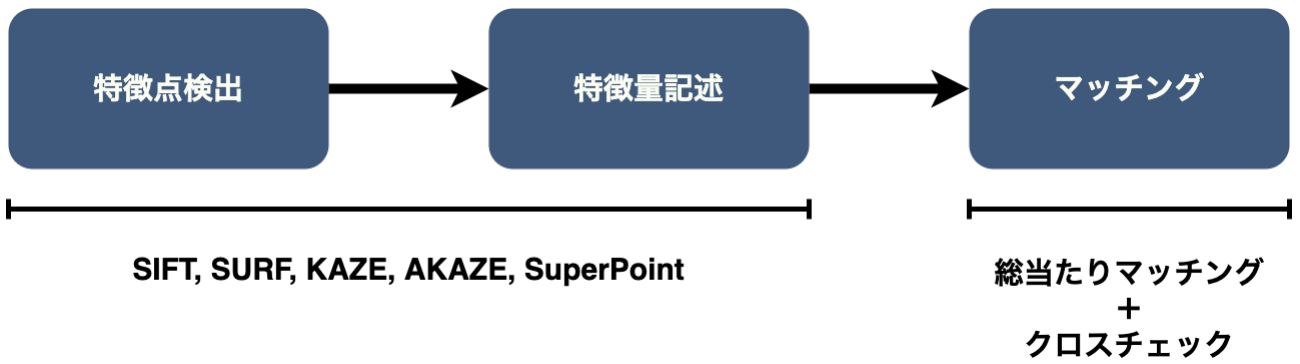 特徴点検出
特徴量記述
マッチング
SIFT, SURF, KAZE, AKAZE, SuperPoint
総当たりマッチング
+
クロスチェック